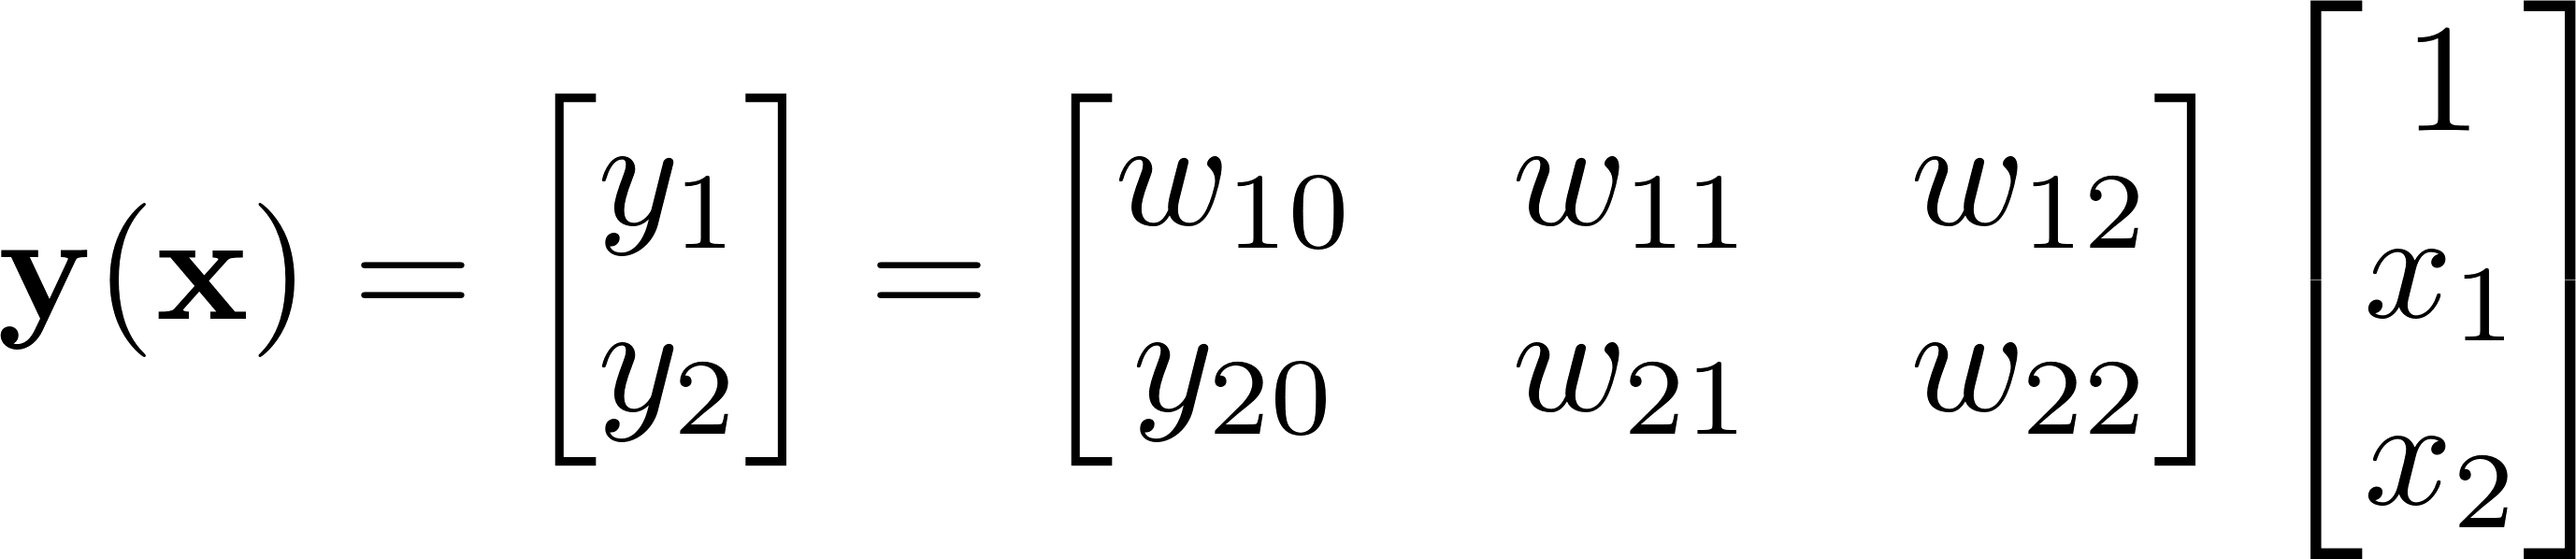 y(x) = [y₁; y₂] = [w₁₀ w₁₁ w₁₂; y₂₀ w₂₁ w₂₂] [1; x₁; x₂]